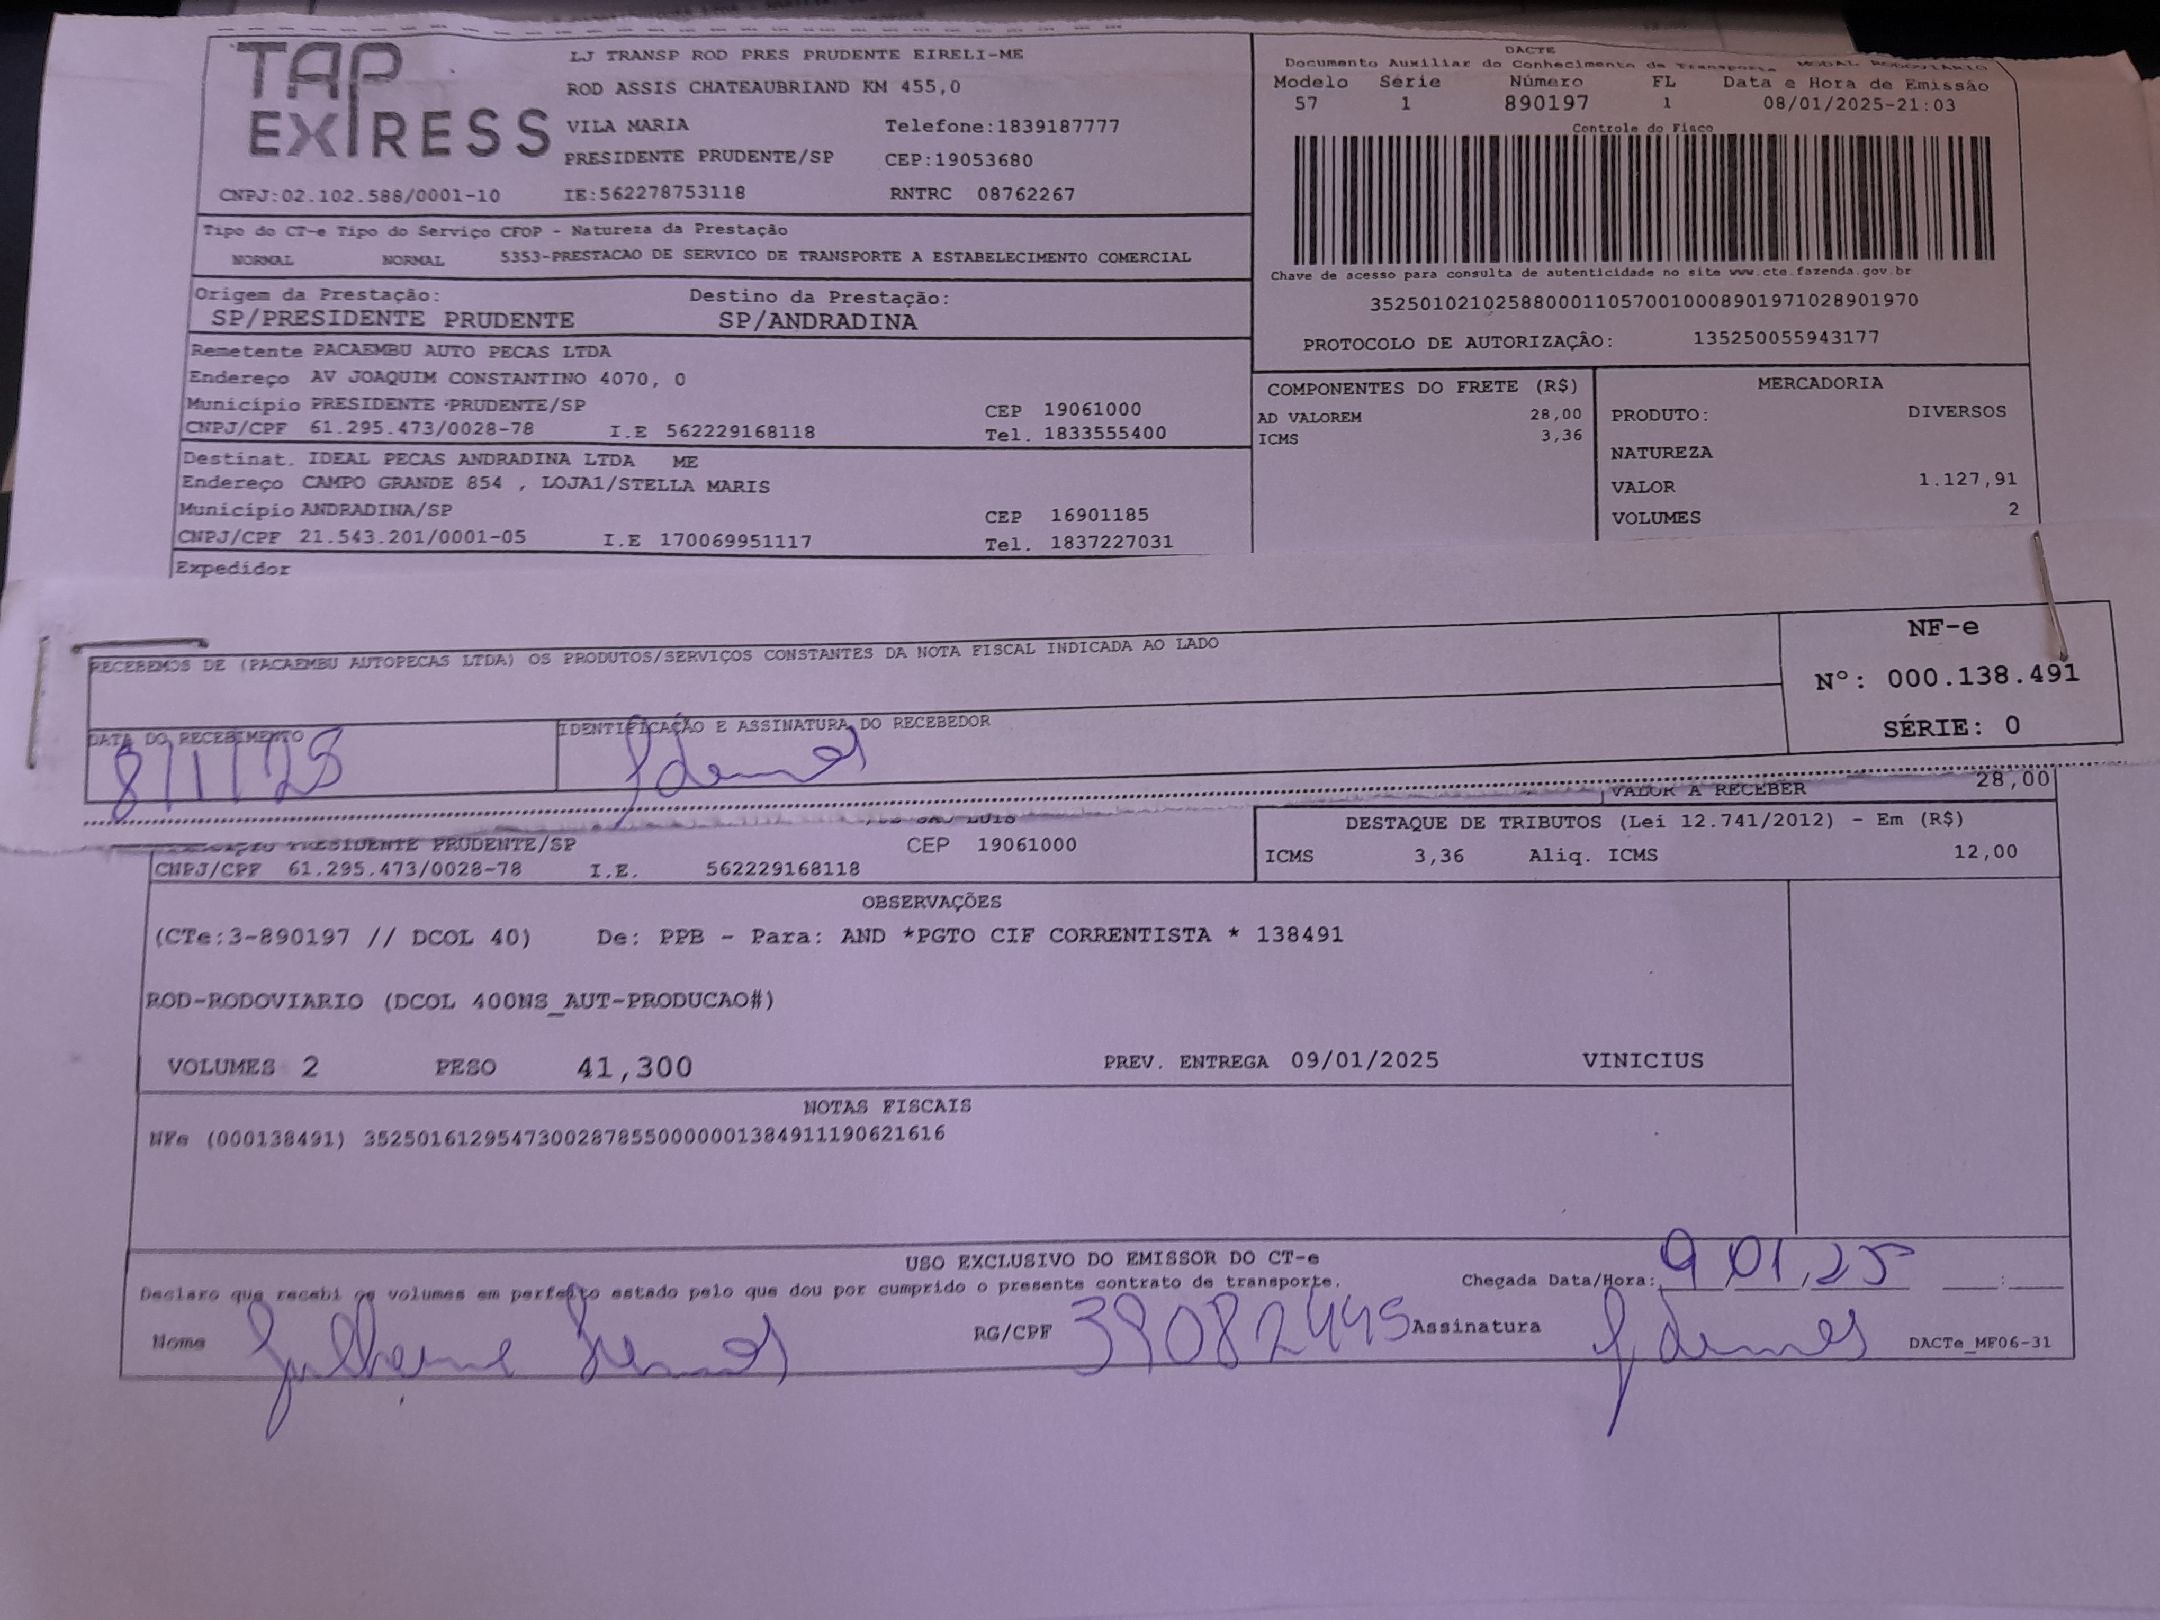 TAP
EXPRESS
LJ TRANSP ROD PRES PRUDENTE EIRELI-ME
ROD ASSIS CHATEAUBRIAND KM 455,0
VILA MARIA Telefone:1839187777
PRESIDENTE PRUDENTE/SP CEP:19053680
CNPJ:02.102.588/0001-10 IE:562278753118 RNTRC 08762267
DACTE
Documento Auxiliar do Conhecimento de Transporte MODAL RODOVIÁRIO
Modelo Série Número FL Data e Hora de Emissão
57 1 890197 1 08/01/2025-21:03
Controle do Fisco
Chave de acesso para consulta de autenticidade no site www.cte.fazenda.gov.br
35250102102588000110570010008901971028901970
PROTOCOLO DE AUTORIZAÇÃO: 135250055943177
Tipo do CT-e Tipo do Serviço CFOP - Natureza da Prestação
NORMAL NORMAL 5353-PRESTACAO DE SERVICO DE TRANSPORTE A ESTABELECIMENTO COMERCIAL
Origem da Prestação: Destino da Prestação:
SP/PRESIDENTE PRUDENTE SP/ANDRADINA
Remetente PACAEMBU AUTO PECAS LTDA
Endereço AV JOAQUIM CONSTANTINO 4070, 0
Município PRESIDENTE PRUDENTE/SP CEP 19061000
CNPJ/CPF 61.295.473/0028-78 I.E 562229168118 Tel. 1833555400
Destinat. IDEAL PECAS ANDRADINA LTDA ME
Endereço CAMPO GRANDE 854 , LOJA1/STELLA MARIS
Município ANDRADINA/SP CEP 16901185
CNPJ/CPF 21.543.201/0001-05 I.E 170069951117 Tel. 1837227031
Expedidor
COMPONENTES DO FRETE (R$)
AD VALOREM 28,00
ICMS 3,36
MERCADORIA
PRODUTO: DIVERSOS
NATUREZA
VALOR 1.127,91
VOLUMES 2
RECEBEMOS DE (PACAEMBU AUTOPECAS LTDA) OS PRODUTOS/SERVIÇOS CONSTANTES DA NOTA FISCAL INDICADA AO LADO
DATA DO RECEBIMENTO IDENTIFICAÇÃO E ASSINATURA DO RECEBEDOR
8/1/25
NF-e
Nº: 000.138.491
SÉRIE: 0
VALOR A RECEBER 28,00
PRESIDENTE PRUDENTE/SP CEP 19061000
CNPJ/CPF 61.295.473/0028-78 I.E. 562229168118
DESTAQUE DE TRIBUTOS (Lei 12.741/2012) - Em (R$)
ICMS 3,36 Aliq. ICMS 12,00
OBSERVAÇÕES
(CTe:3-890197 // DCOL 40) De: PPB - Para: AND *PGTO CIF CORRENTISTA * 138491
ROD-RODOVIARIO (DCOL 400NS_AUT-PRODUCAO#)
VOLUMES 2 PESO 41,300 PREV. ENTREGA 09/01/2025 VINICIUS
NOTAS FISCAIS
NFe (000138491) 35250161295473002878550000001384911190621616
USO EXCLUSIVO DO EMISSOR DO CT-e
Declaro que recebi os volumes em perfeito estado pelo que dou por cumprido o presente contrato de transporte. Chegada Data/Hora: 9/01/25 :
Nome Guilherme RG/CPF 39082445 Assinatura DACTe_MF06-31